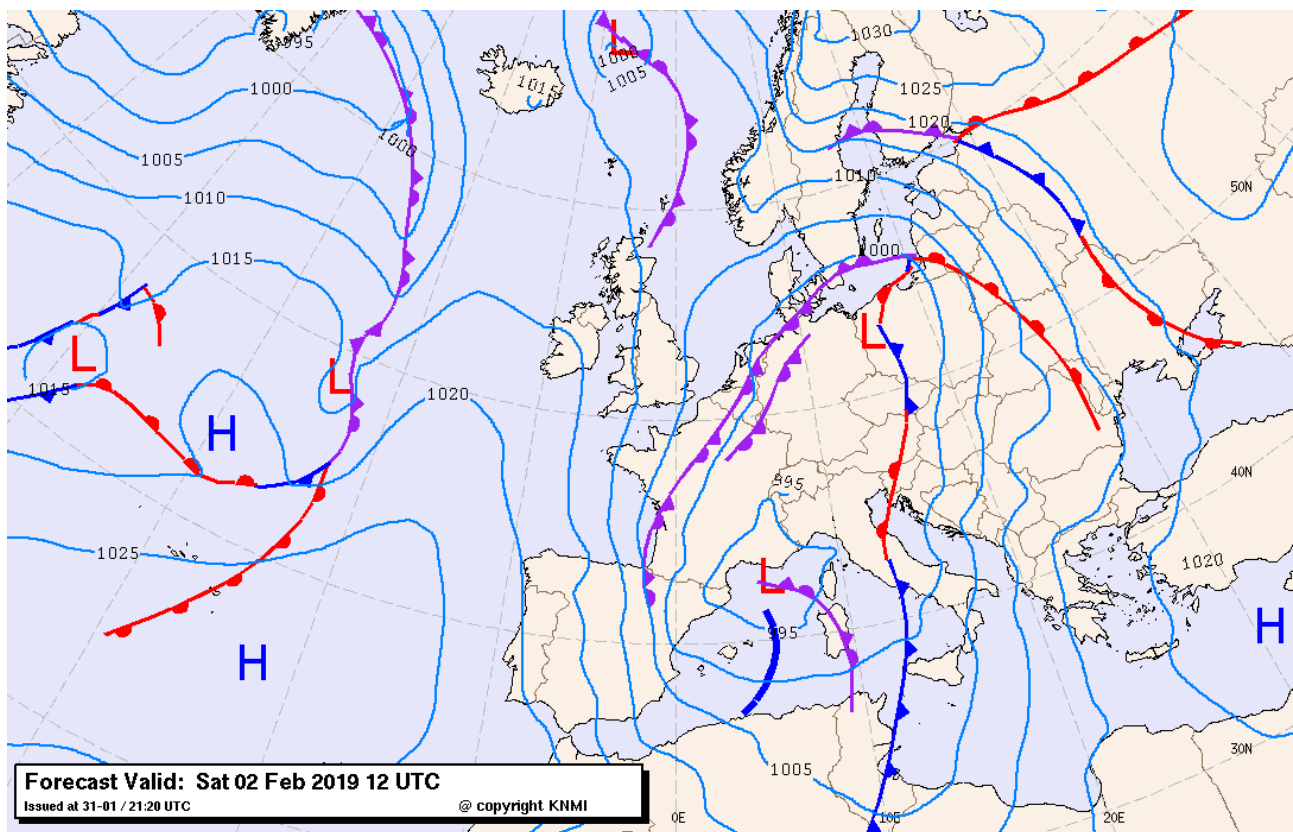 995
L
1000
1005
1030
1015
1025
1000
1020
1000
1005
1010
50N
1010
1000
1015
L
L
L
1015
1020
H
40N
995
1025
L
1020
995
H
H
30N
1005
Forecast Valid: Sat 02 Feb 2019 12 UTC
Issued at 31-01 / 21:20 UTC @ copyright KNMI
0E
10E
20E